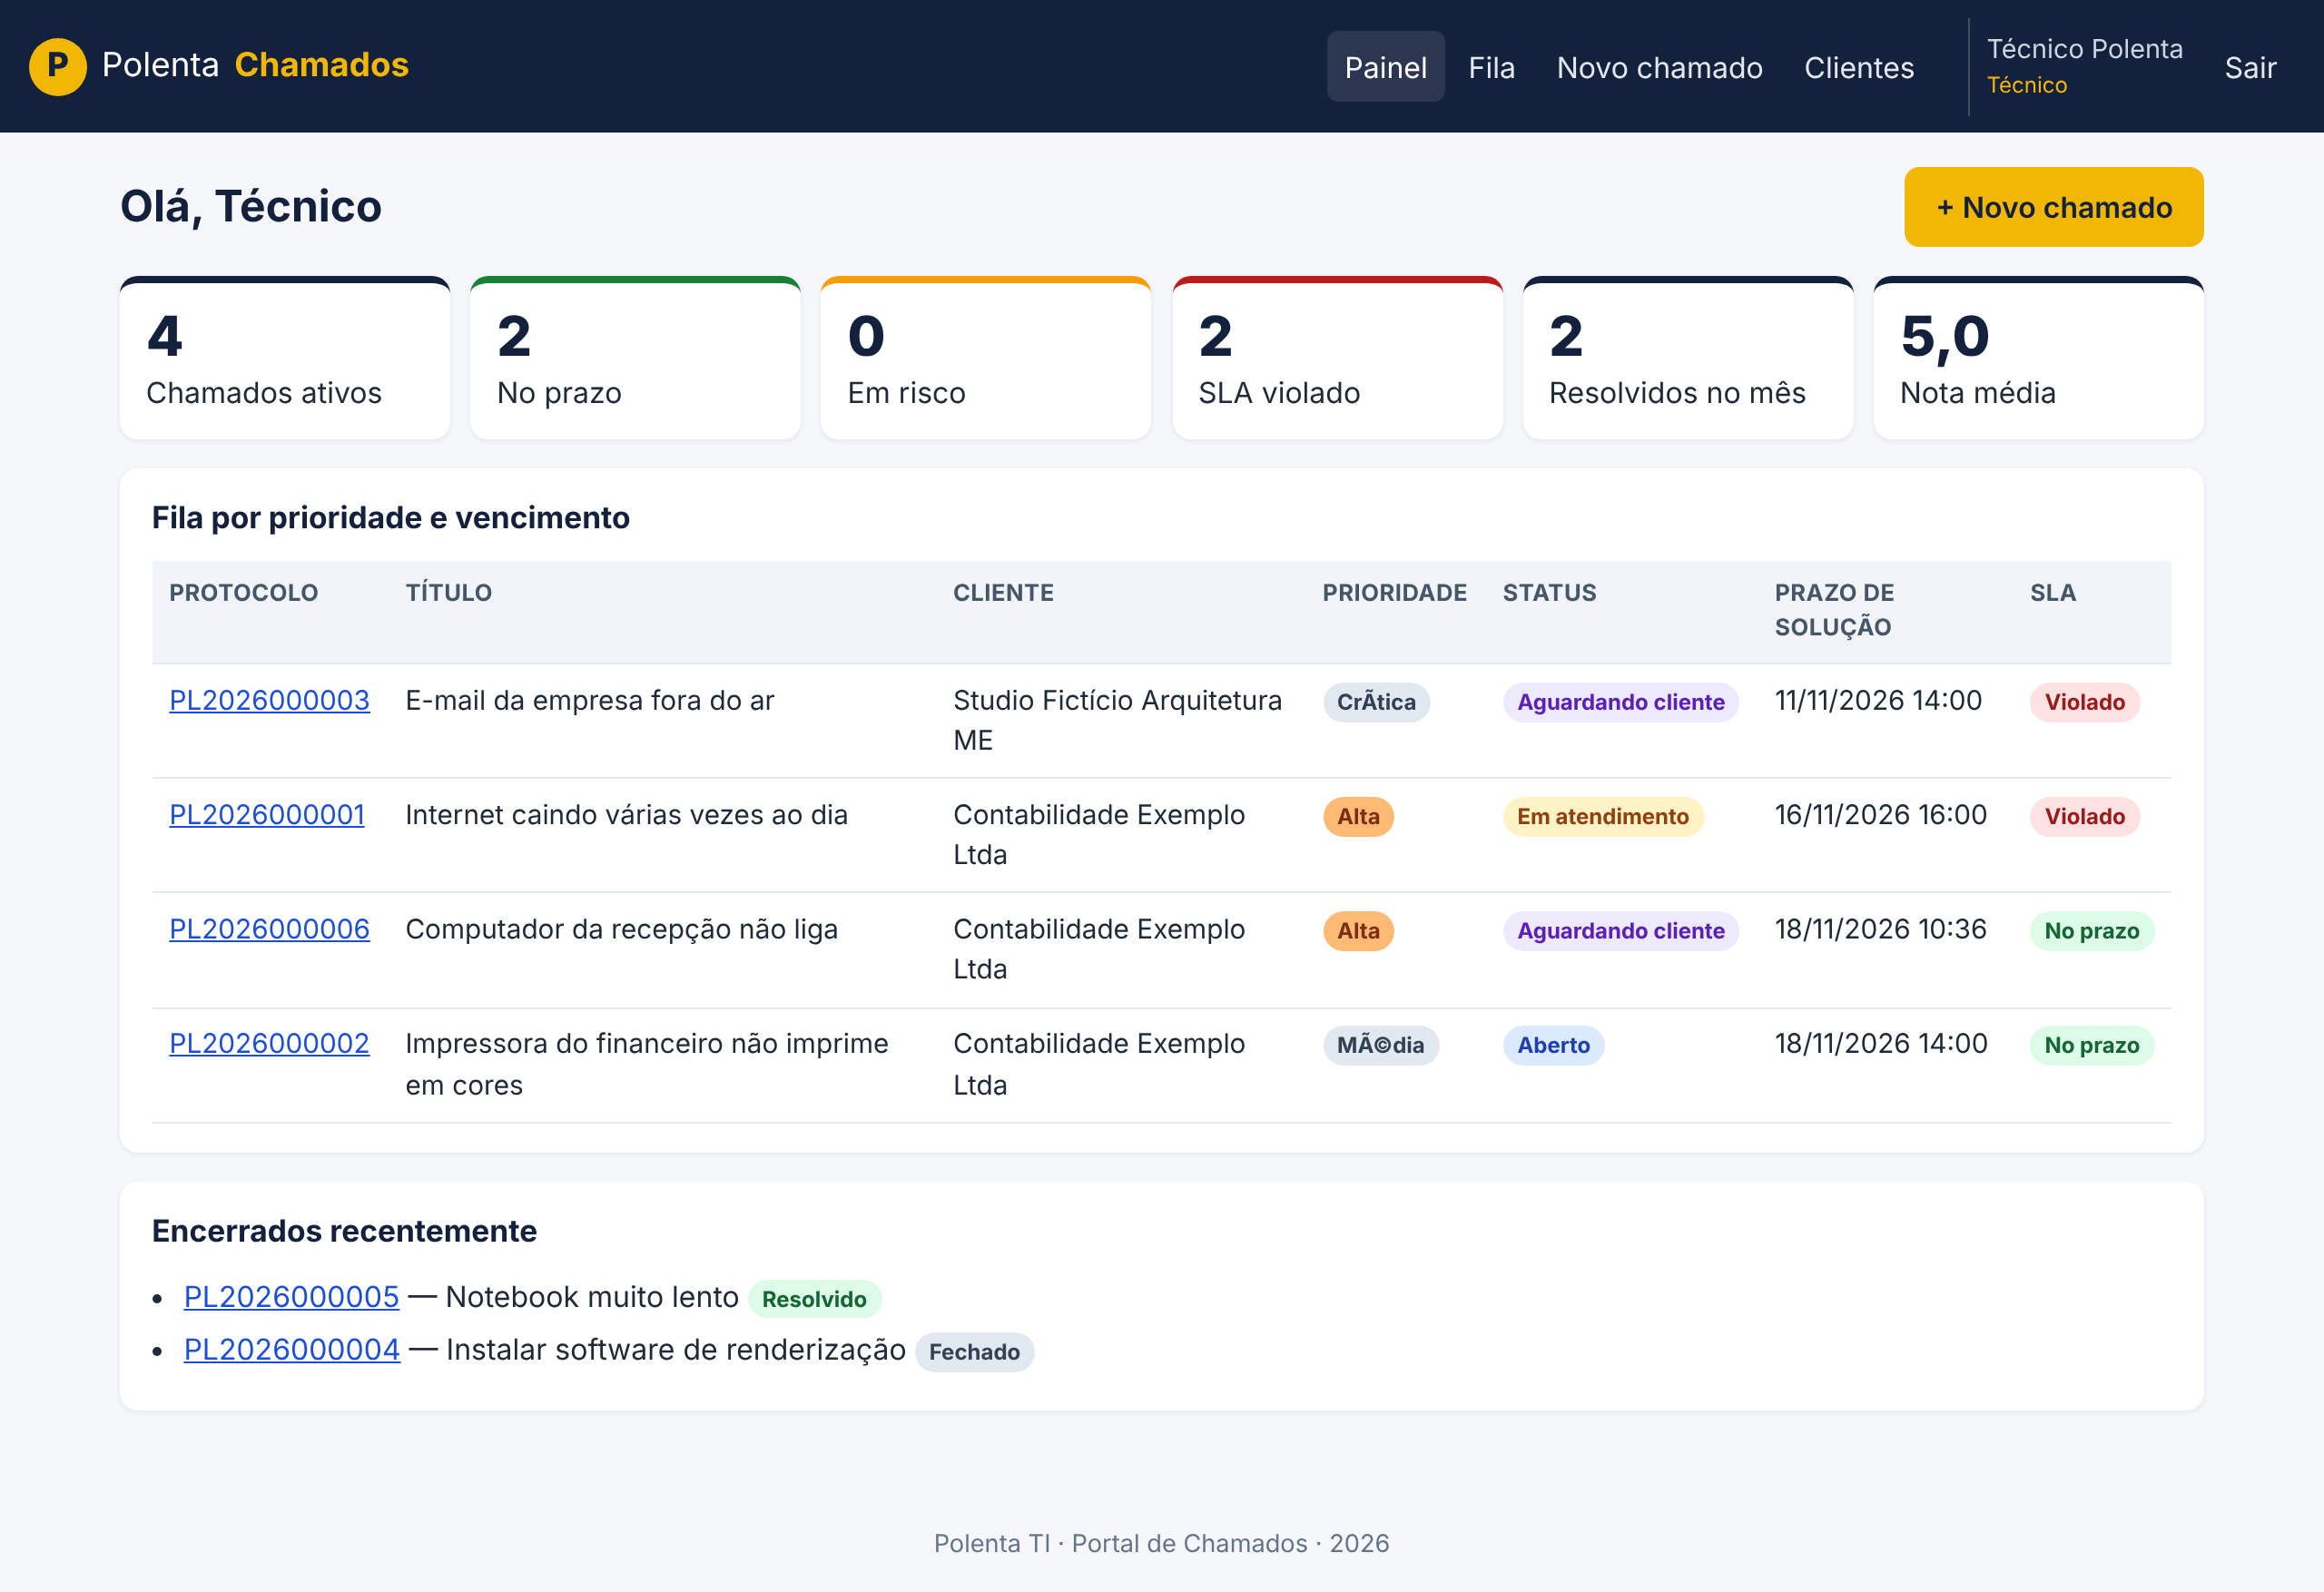 P Polenta Chamados
Painel Fila Novo chamado Clientes Técnico Polenta Sair
Técnico
Olá, Técnico
+ Novo chamado
4 2 0 2 2 5,0
Chamados ativos No prazo Em risco SLA violado Resolvidos no mês Nota média
Fila por prioridade e vencimento
PROTOCOLO TÍTULO CLIENTE PRIORIDADE STATUS PRAZO DE SLA
SOLUÇÃO
PL2026000003 E-mail da empresa fora do ar Studio Fictício Arquitetura CrÃtica Aguardando cliente 11/11/2026 14:00 Violado
ME
PL2026000001 Internet caindo várias vezes ao dia Contabilidade Exemplo Alta Em atendimento 16/11/2026 16:00 Violado
Ltda
PL2026000006 Computador da recepção não liga Contabilidade Exemplo Alta Aguardando cliente 18/11/2026 10:36 No prazo
Ltda
PL2026000002 Impressora do financeiro não imprime Contabilidade Exemplo MÃ©dia Aberto 18/11/2026 14:00 No prazo
em cores Ltda
Encerrados recentemente
• PL2026000005 — Notebook muito lento Resolvido
• PL2026000004 — Instalar software de renderização Fechado
Polenta TI · Portal de Chamados · 2026